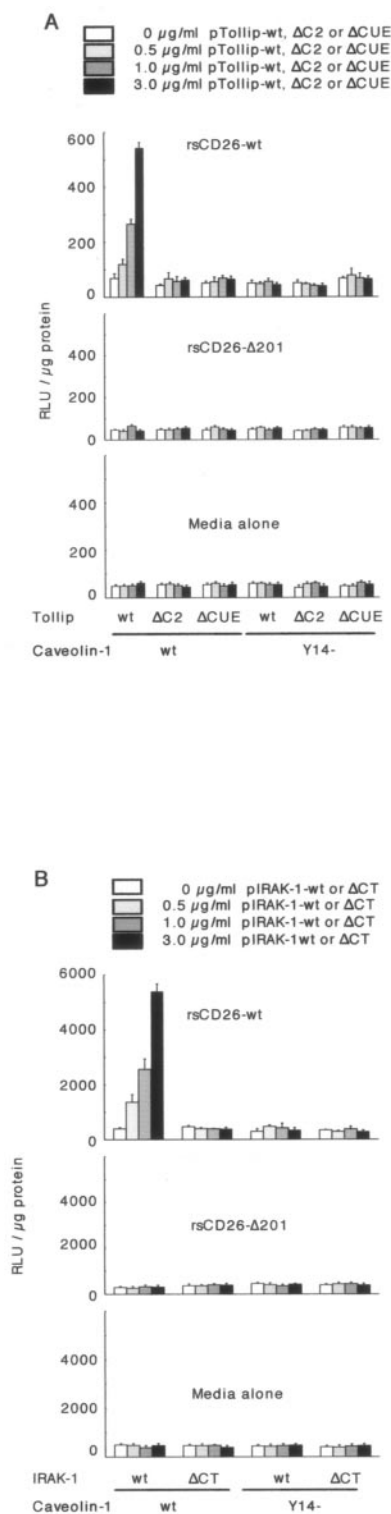 A
0 µg/ml pTollip-wt, ΔC2 or ΔCUE
0.5 µg/ml pTollip-wt, ΔC2 or ΔCUE
1.0 µg/ml pTollip-wt, ΔC2 or ΔCUE
3.0 µg/ml pTollip-wt, ΔC2 or ΔCUE
600
rsCD26-wt
400
200
0
RLU / µg protein
rsCD26-Δ201
400
200
0
Media alone
400
200
0
Tollip wt ΔC2 ΔCUE wt ΔC2 ΔCUE
Caveolin-1 wt Y14-
B
0 µg/ml pIRAK-1-wt or ΔCT
0.5 µg/ml pIRAK-1-wt or ΔCT
1.0 µg/ml pIRAK-1-wt or ΔCT
3.0 µg/ml pIRAK-1wt or ΔCT
6000
rsCD26-wt
4000
2000
0
RLU / µg protein
rsCD26-Δ201
4000
2000
0
Media alone
4000
2000
0
IRAK-1 wt ΔCT wt ΔCT
Caveolin-1 wt Y14-